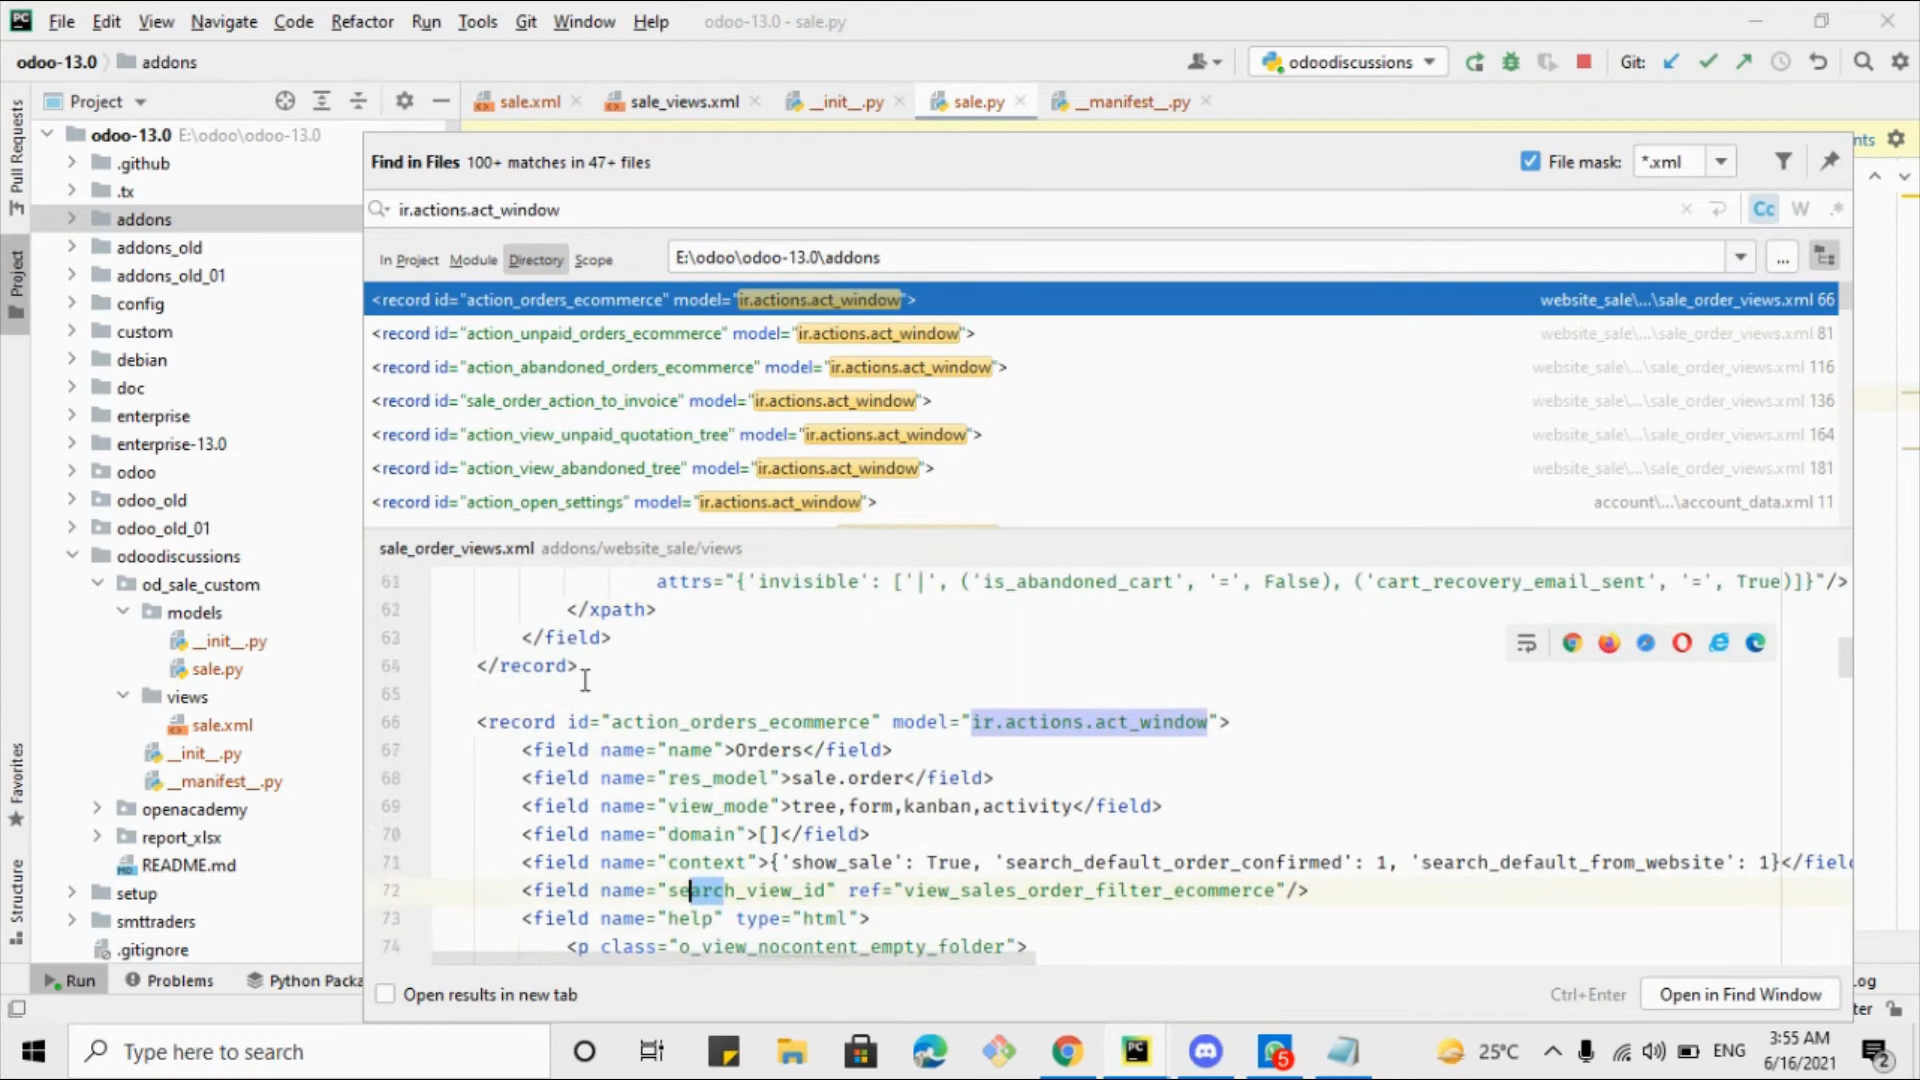 PC File Edit View Navigate Code Refactor Run Tools Git Window Help odoo-13.0 - sale.py
odoo-13.0 addons odoodiscussions Git:
Project sale.xml sale_views.xml __init__.py sale.py __manifest__.py
Pull Requests
Project
Favorites
Structure
odoo-13.0 E:\odoo\odoo-13.0
.github
.tx
addons
addons_old
addons_old_01
config
custom
debian
doc
enterprise
enterprise-13.0
odoo
odoo_old
odoo_old_01
odoodiscussions
od_sale_custom
models
__init__.py
sale.py
views
sale.xml
__init__.py
__manifest__.py
openacademy
report_xlsx
README.md
setup
smttraders
.gitignore
nts
Find in Files 100+ matches in 47+ files File mask: *.xml
ir.actions.act_window Cc W .*
In Project Module Directory Scope E:\odoo\odoo-13.0\addons ...
<record id="action_orders_ecommerce" model="ir.actions.act_window"> website_sale\...\sale_order_views.xml 66
<record id="action_unpaid_orders_ecommerce" model="ir.actions.act_window"> website_sale\...\sale_order_views.xml 81
<record id="action_abandoned_orders_ecommerce" model="ir.actions.act_window"> website_sale\...\sale_order_views.xml 116
<record id="sale_order_action_to_invoice" model="ir.actions.act_window"> website_sale\...\sale_order_views.xml 136
<record id="action_view_unpaid_quotation_tree" model="ir.actions.act_window"> website_sale\...\sale_order_views.xml 164
<record id="action_view_abandoned_tree" model="ir.actions.act_window"> website_sale\...\sale_order_views.xml 181
<record id="action_open_settings" model="ir.actions.act_window"> account\...\account_data.xml 11
sale_order_views.xml addons/website_sale/views
61 attrs="{'invisible': ['|', ('is_abandoned_cart', '=', False), ('cart_recovery_email_sent', '=', True)]}"/>
62 </xpath>
63 </field>
64 </record>
65
66 <record id="action_orders_ecommerce" model="ir.actions.act_window">
67 <field name="name">Orders</field>
68 <field name="res_model">sale.order</field>
69 <field name="view_mode">tree,form,kanban,activity</field>
70 <field name="domain">[]</field>
71 <field name="context">{'show_sale': True, 'search_default_order_confirmed': 1, 'search_default_from_website': 1}</fiel
72 <field name="search_view_id" ref="view_sales_order_filter_ecommerce"/>
73 <field name="help" type="html">
74 <p class="o_view_nocontent_empty_folder">
Open results in new tab Ctrl+Enter Open in Find Window
Run Problems Python Packa og
ter
Type here to search PC 5 25°C ENG 3:55 AM
6/16/2021 2